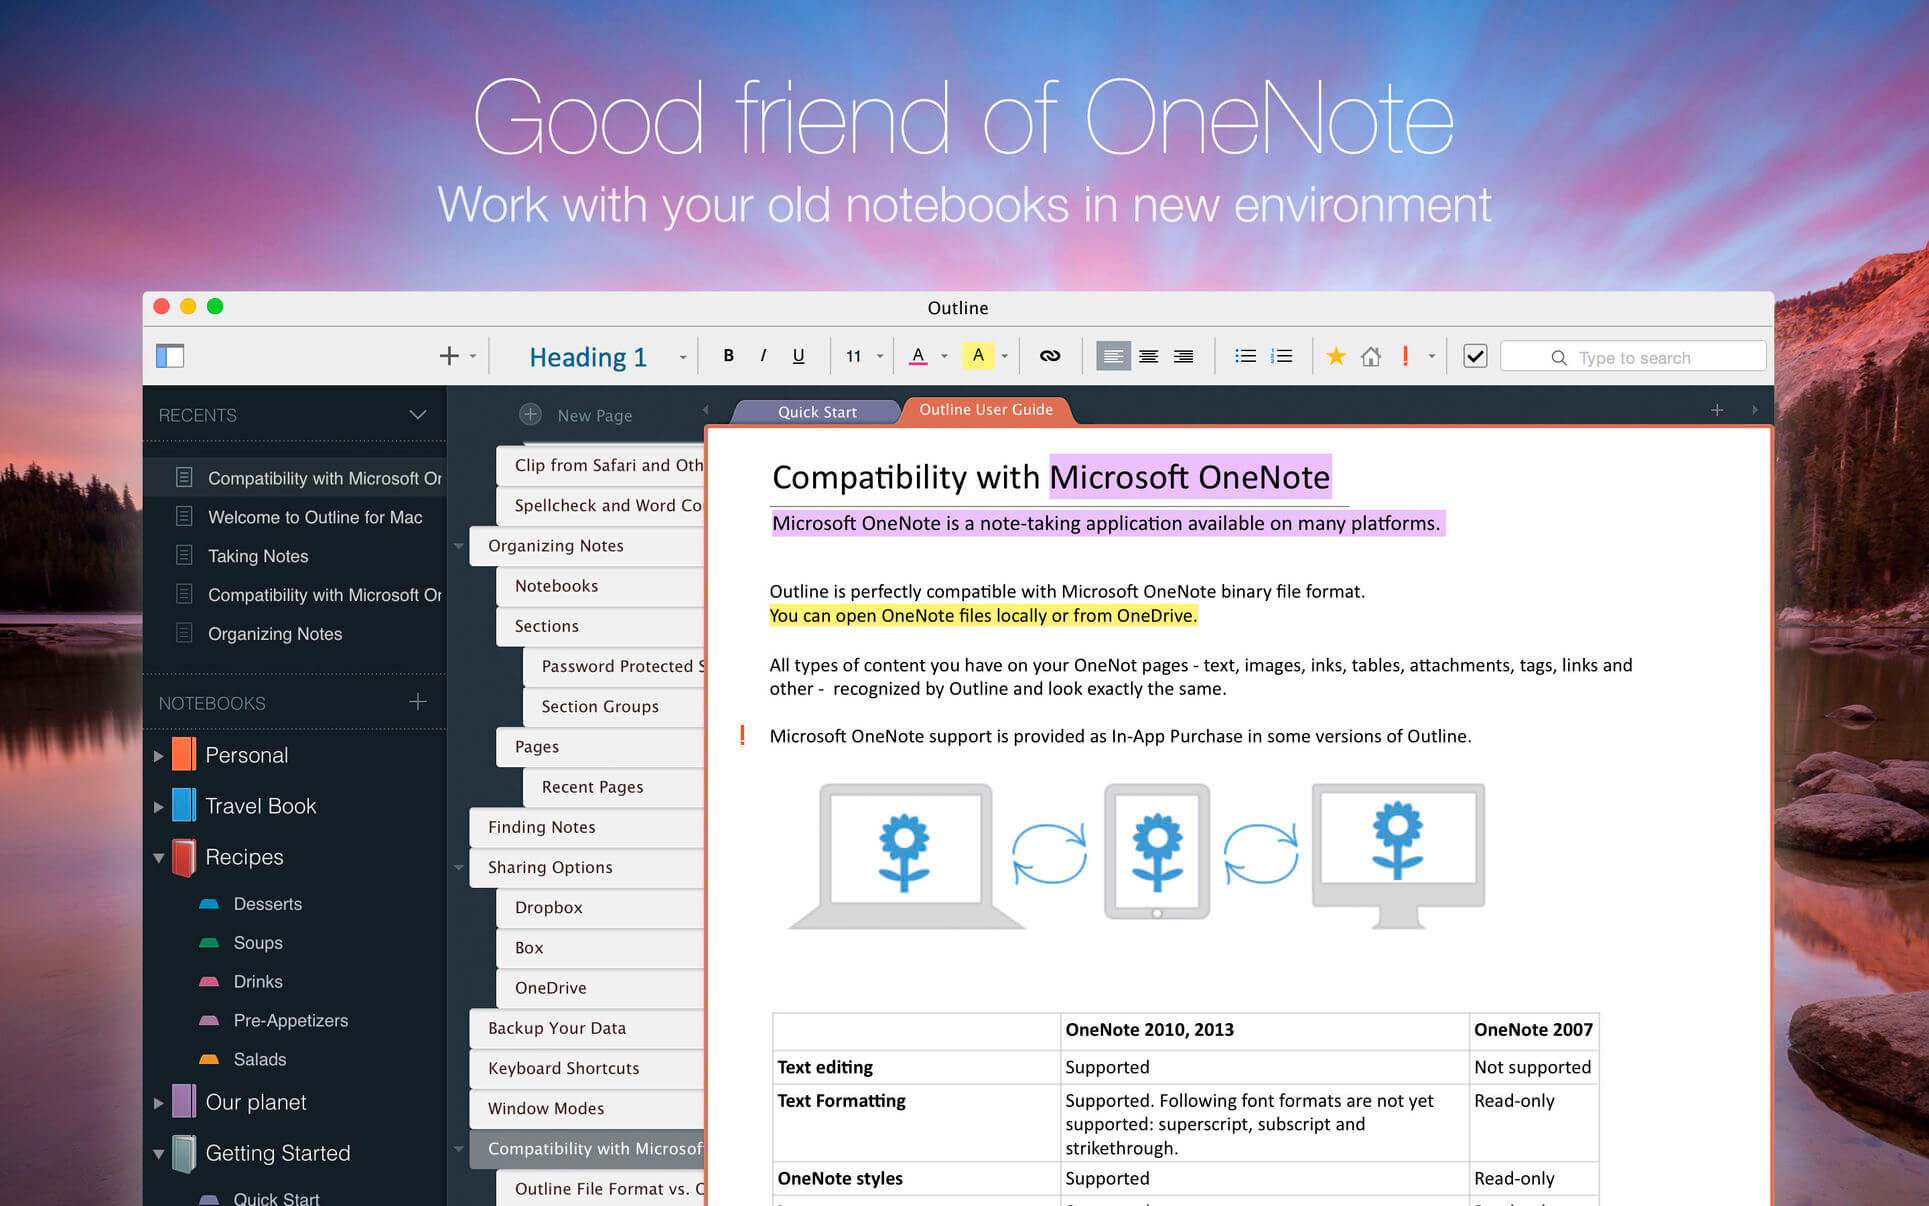 Good friend of OneNote
Work with your old notebooks in new environment
Outline
Heading 1
B I U
11
A
A
Type to search
RECENTS
Compatibility with Microsoft Or
Welcome to Outline for Mac
Taking Notes
Compatibility with Microsoft Or
Organizing Notes
NOTEBOOKS
Personal
Travel Book
Recipes
Desserts
Soups
Drinks
Pre-Appetizers
Salads
Our planet
Getting Started
Quick Start
New Page
Clip from Safari and Oth
Spellcheck and Word Co
Organizing Notes
Notebooks
Sections
Password Protected S
Section Groups
Pages
Recent Pages
Finding Notes
Sharing Options
Dropbox
Box
OneDrive
Backup Your Data
Keyboard Shortcuts
Window Modes
Compatibility with Microsof
Outline File Format vs. O
Quick Start
Outline User Guide
Compatibility with Microsoft OneNote
Microsoft OneNote is a note-taking application available on many platforms.
Outline is perfectly compatible with Microsoft OneNote binary file format.
You can open OneNote files locally or from OneDrive.
All types of content you have on your OneNot pages - text, images, inks, tables, attachments, tags, links and
other - recognized by Outline and look exactly the same.
! Microsoft OneNote support is provided as In-App Purchase in some versions of Outline.
OneNote 2010, 2013 OneNote 2007
Text editing Supported Not supported
Text Formatting Supported. Following font formats are not yet Read-only
supported: superscript, subscript and
strikethrough.
OneNote styles Supported Read-only